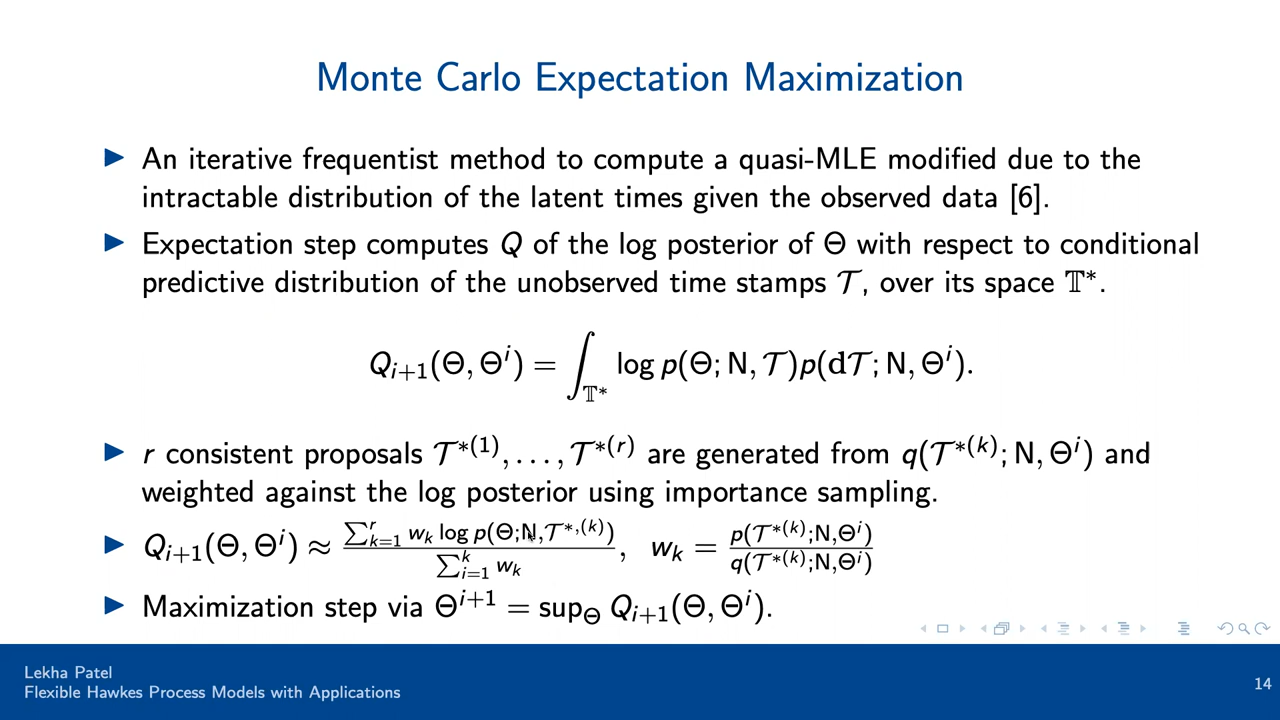 Monte Carlo Expectation Maximization
▶ An iterative frequentist method to compute a quasi-MLE modified due to the
intractable distribution of the latent times given the observed data [6].
▶ Expectation step computes Q of the log posterior of Θ with respect to conditional
predictive distribution of the unobserved time stamps 𝒯, over its space 𝕋*.
Q_{i+1}(Θ, Θ^i) = ∫_{𝕋*} log p(Θ; N, 𝒯)p(d𝒯; N, Θ^i).
▶ r consistent proposals 𝒯*^{(1)}, . . . , 𝒯*^{(r)} are generated from q(𝒯*^{(k)}; N, Θ^i) and
weighted against the log posterior using importance sampling.
▶ Q_{i+1}(Θ, Θ^i) ≈ \frac{∑_{k=1}^{r} w_k log p(Θ;N,𝒯^{*,(k)})}{∑_{i=1}^{k} w_k}, w_k = \frac{p(𝒯*^{(k)};N,Θ^i)}{q(𝒯*^{(k)};N,Θ^i)}
▶ Maximization step via Θ^{i+1} = sup_Θ Q_{i+1}(Θ, Θ^i).
Lekha Patel
Flexible Hawkes Process Models with Applications
14